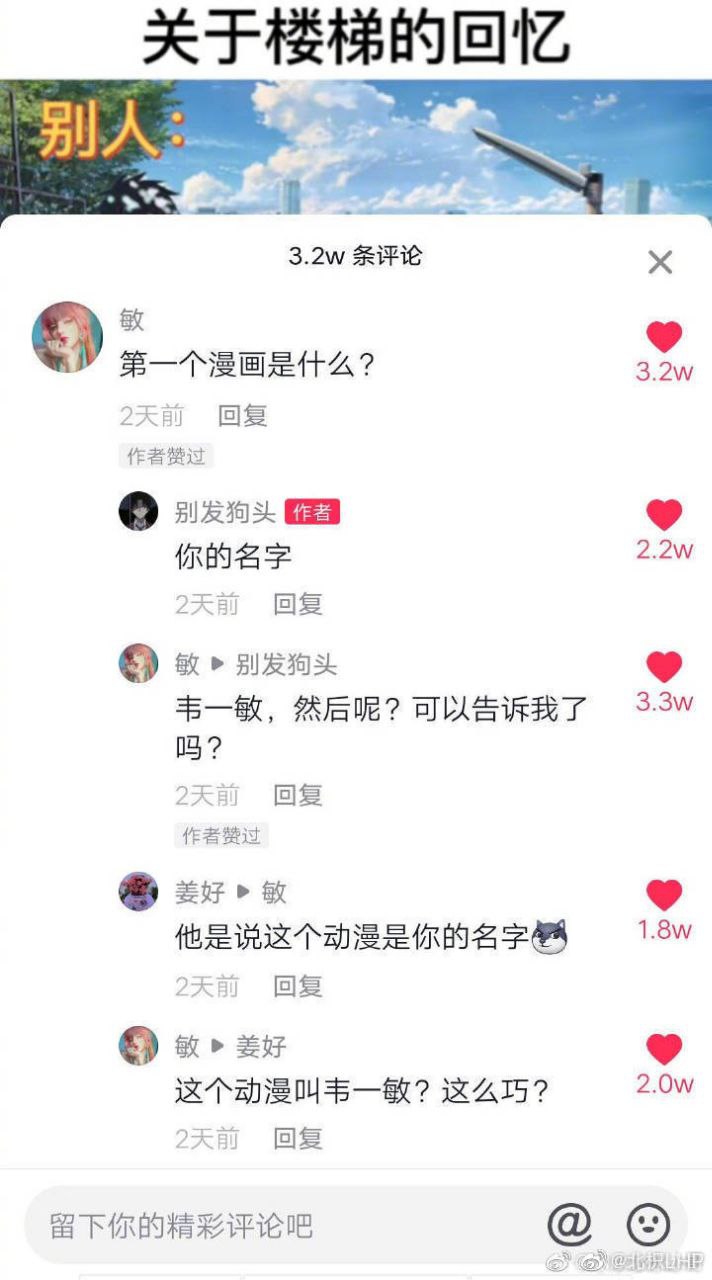 关于楼梯的回忆
别人：
3.2w 条评论
敏
第一个漫画是什么？
3.2w
2天前 回复
作者赞过
别发狗头 作者
你的名字
2.2w
2天前 回复
敏 ▶ 别发狗头
韦一敏，然后呢？可以告诉我了
吗？
3.3w
2天前 回复
作者赞过
姜好 ▶ 敏
他是说这个动漫是你的名字
1.8w
2天前 回复
敏 ▶ 姜好
这个动漫叫韦一敏？这么巧？
2.0w
2天前 回复
留下你的精彩评论吧